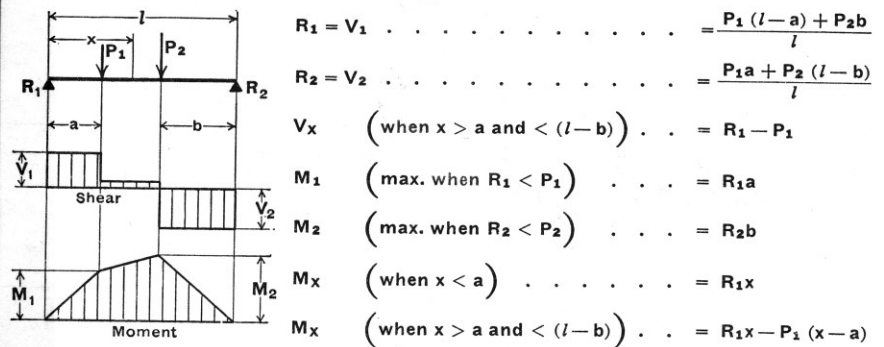 l
x
P₁
P₂
R₁
R₂
a
b
V₁
Shear
V₂
M₁
M₂
Moment
R₁ = V₁ . . . . . . . . . . . . = P₁ (l—a) + P₂b / l
R₂ = V₂ . . . . . . . . . . . . = P₁a + P₂ (l—b) / l
Vₓ (when x > a and < (l—b)) . . = R₁ — P₁
M₁ (max. when R₁ < P₁) . . . = R₁a
M₂ (max. when R₂ < P₂) . . . = R₂b
Mₓ (when x < a) . . . . . . = R₁x
Mₓ (when x > a and < (l—b)) . . = R₁x — P₁ (x—a)